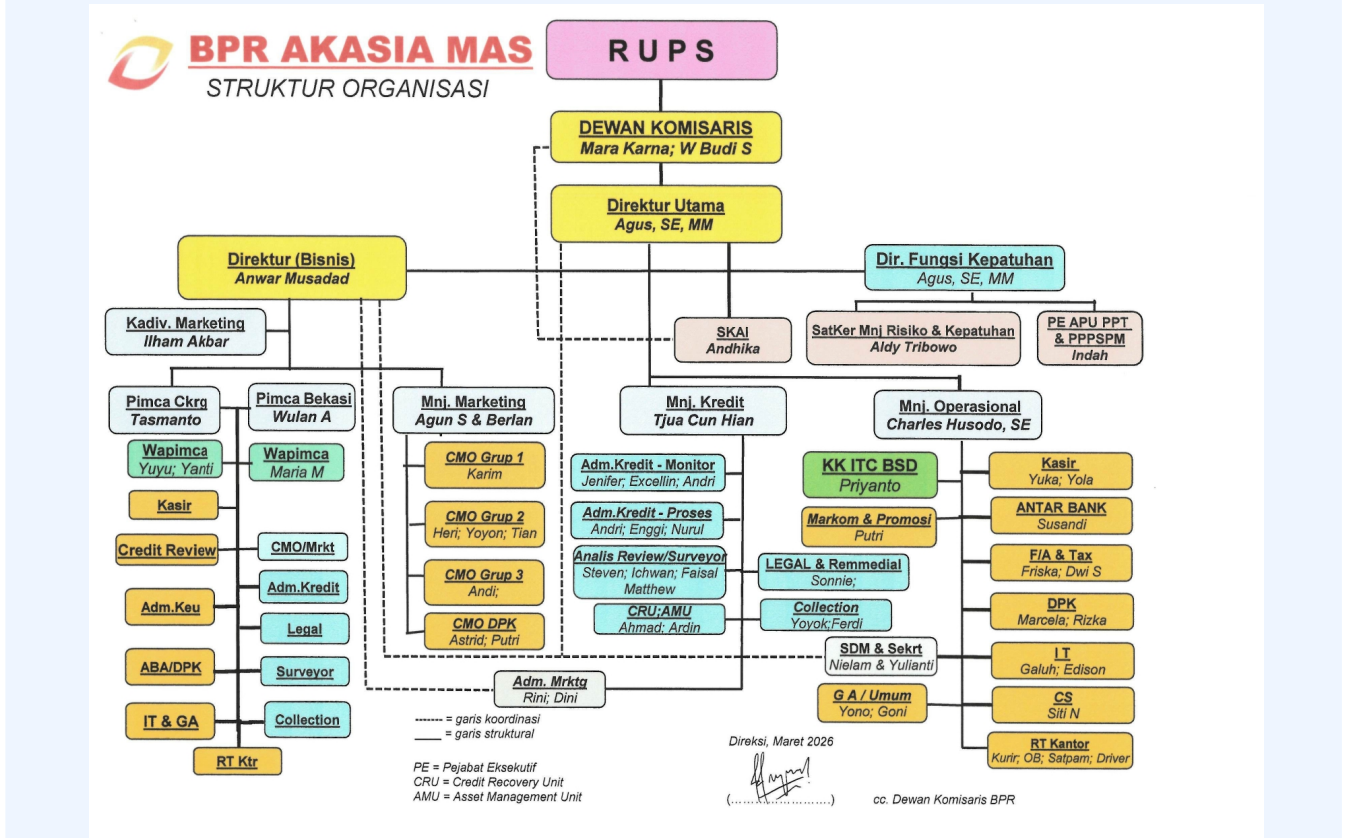 BPR AKASIA MAS
STRUKTUR ORGANISASI
R U P S
DEWAN KOMISARIS
Mara Karna; W Budi S
Direktur Utama
Agus, SE, MM
Direktur (Bisnis)
Anwar Musadad
Dir. Fungsi Kepatuhan
Agus, SE, MM
Kadiv. Marketing
Ilham Akbar
SKAI
Andhika
SatKer Mnj Risiko & Kepatuhan
Aldy Tribowo
PE APU PPT
& PPPSPM
Indah
Pimca Ckrg
Tasmanto
Pimca Bekasi
Wulan A
Mnj. Marketing
Agun S & Berlan
Mnj. Kredit
Tjua Cun Hian
Mnj. Operasional
Charles Husodo, SE
Wapimca
Yuyu; Yanti
Wapimca
Maria M
Kasir
Credit Review
CMO/Mrkt
Adm.Kredit
Adm.Keu
Legal
ABA/DPK
Surveyor
IT & GA
Collection
RT Ktr
CMO Grup 1
Karim
CMO Grup 2
Heri; Yoyon; Tian
CMO Grup 3
Andi;
CMO DPK
Astrid; Putri
Adm.Kredit - Monitor
Jenifer; Excellin; Andri
Adm.Kredit - Proses
Andri; Enggi; Nurul
Analis Review/Surveyor
Steven; Ichwan; Faisal
Matthew
LEGAL & Remmedial
Sonnie;
CRU;AMU
Ahmad; Ardin
Collection
Yoyok;Ferdi
Adm. Mrktg
Rini; Dini
KK ITC BSD
Priyanto
Markom & Promosi
Putri
SDM & Sekrt
Nielam & Yulianti
G A / Umum
Yono; Goni
Kasir
Yuka; Yola
ANTAR BANK
Susandi
F/A & Tax
Friska; Dwi S
DPK
Marcela; Rizka
I T
Galuh; Edison
CS
Siti N
RT Kantor
Kurir; OB; Satpam; Driver
------- = garis koordinasi
____ = garis struktural
PE = Pejabat Eksekutif
CRU = Credit Recovery Unit
AMU = Asset Management Unit
Direksi, Maret 2026
(.........................)
cc. Dewan Komisaris BPR